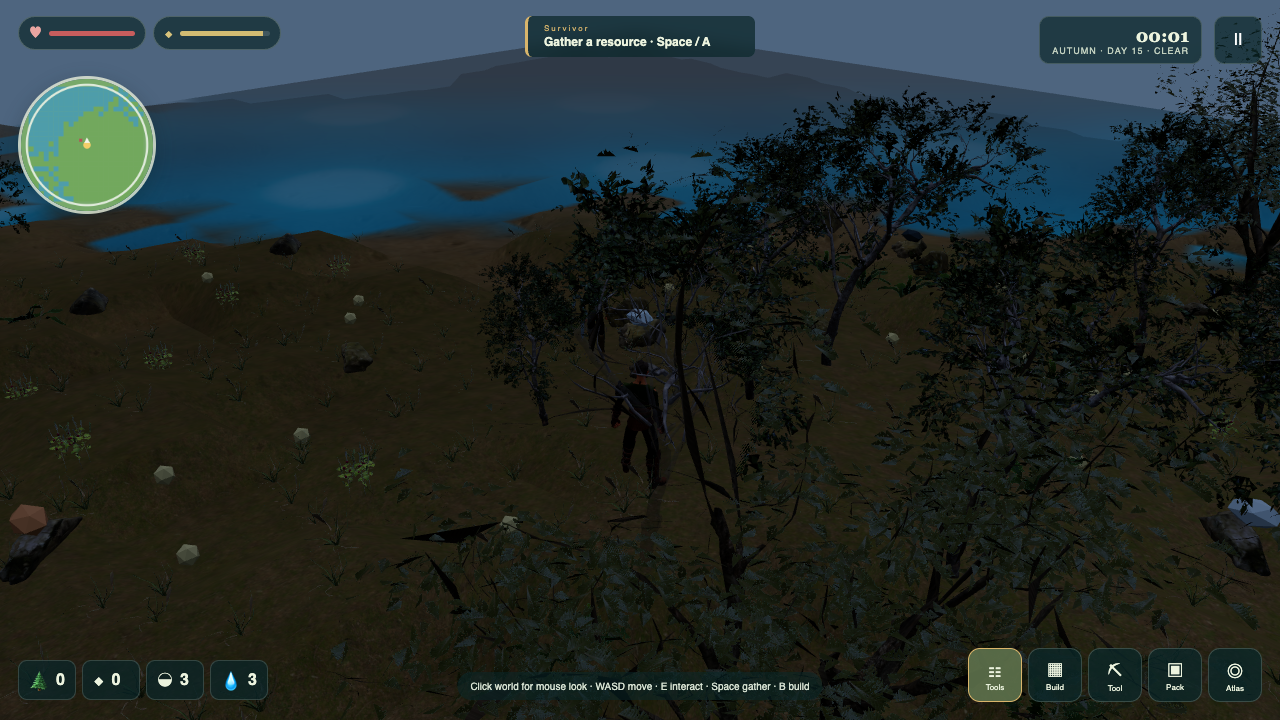 Survivor
Gather a resource · Space / A
00:01
AUTUMN · DAY 15 · CLEAR
0
0
3
3
Click world for mouse look · WASD move · E interact · Space gather · B build
Tools
Build
Tool
Pack
Atlas